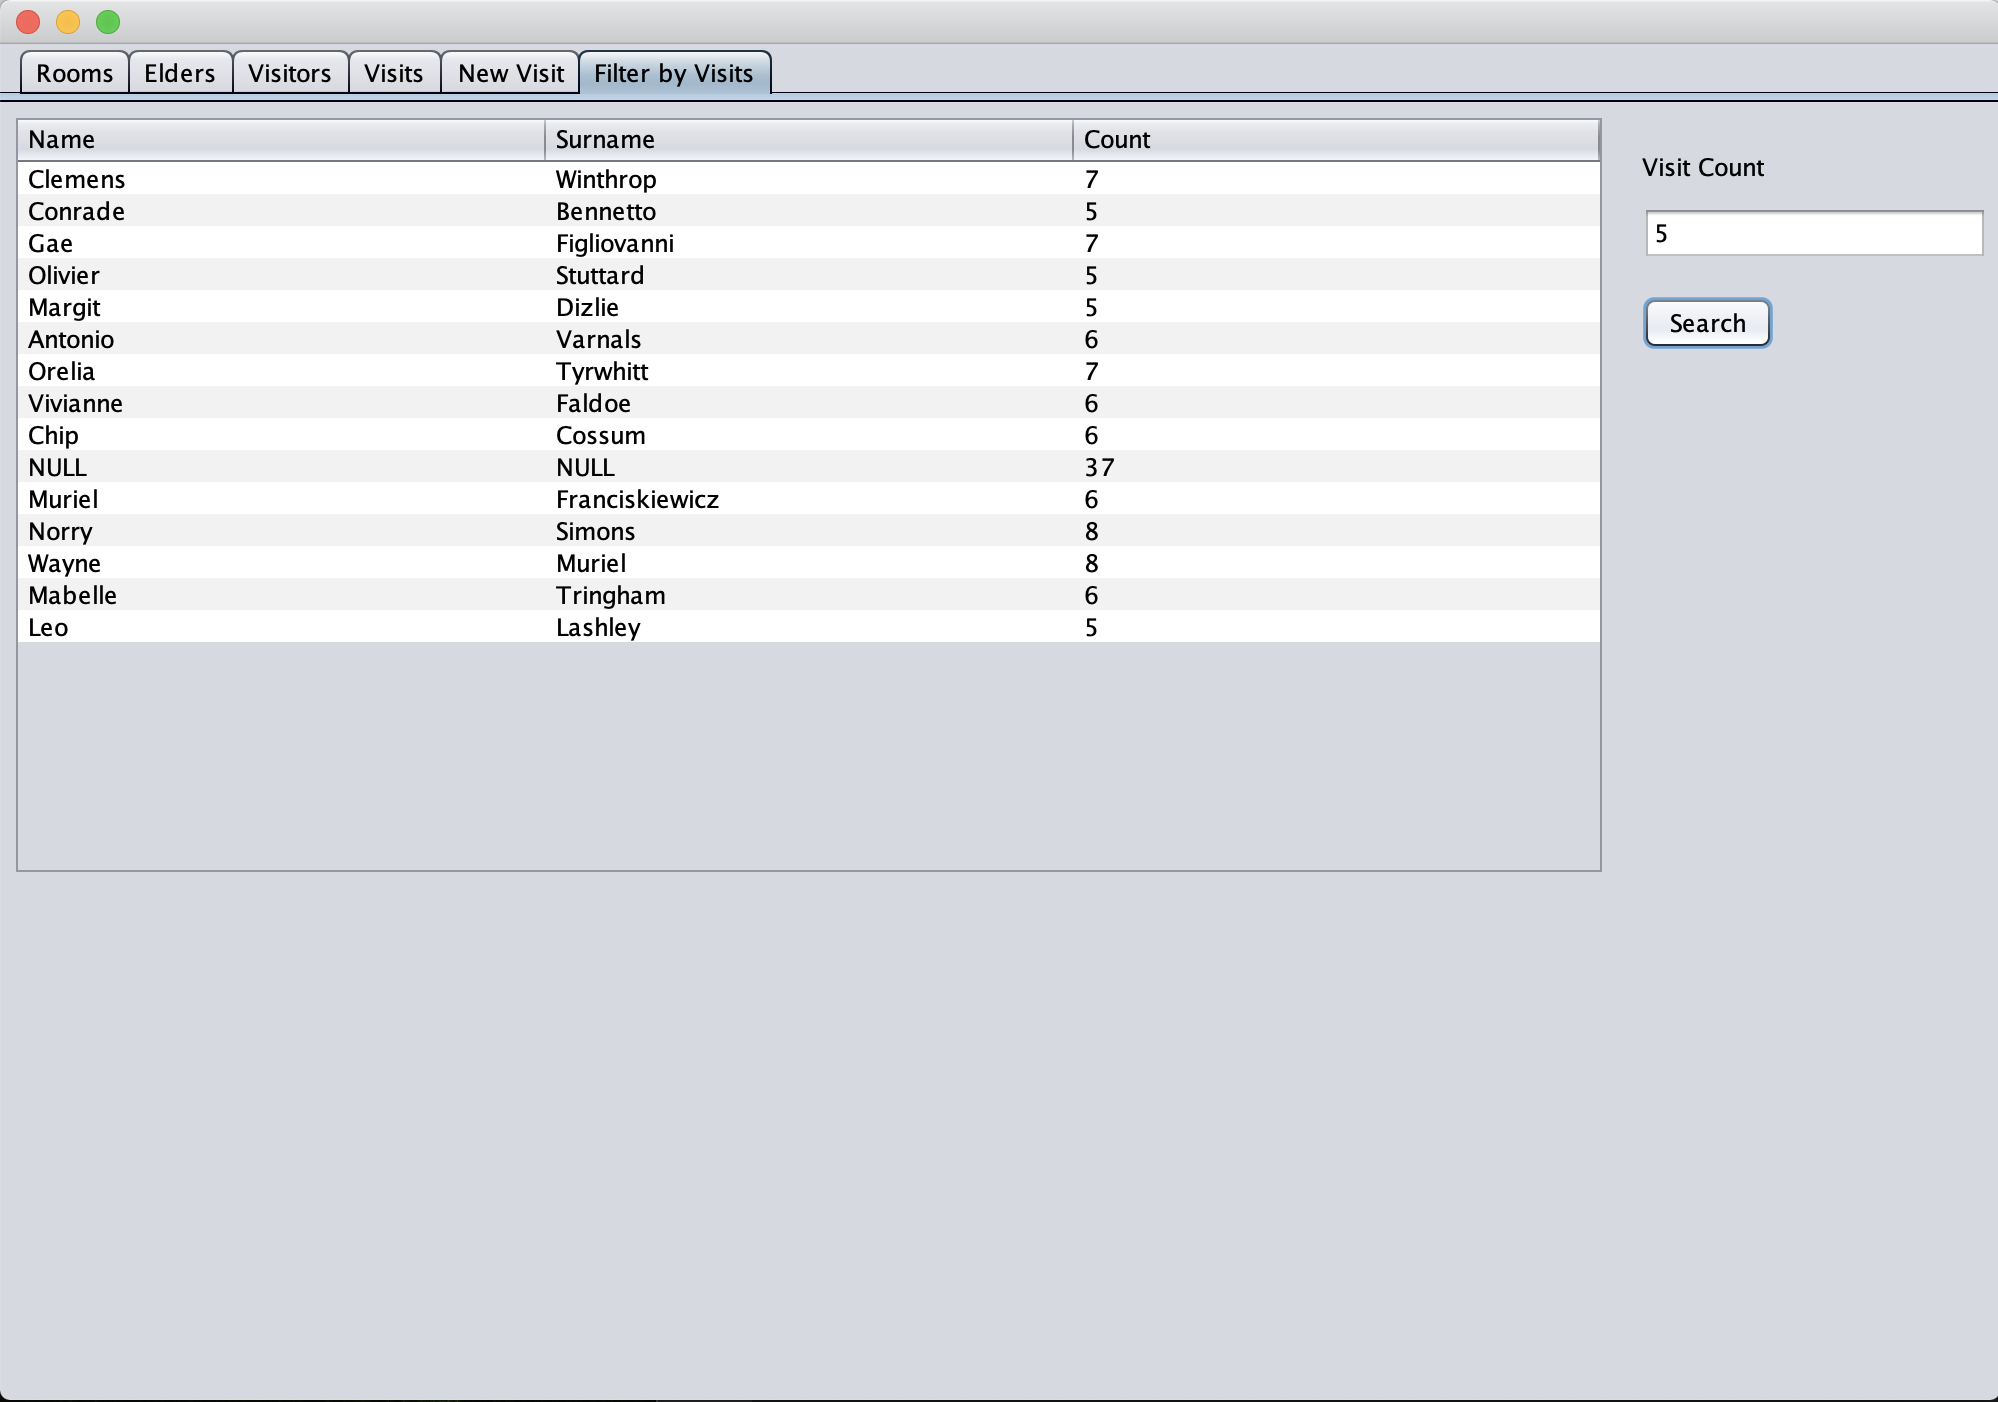 Rooms Elders Visitors Visits New Visit Filter by Visits
Name Surname Count
Clemens Winthrop 7
Conrade Bennetto 5
Gae Figliovanni 7
Olivier Stuttard 5
Margit Dizlie 5
Antonio Varnals 6
Orelia Tyrwhitt 7
Vivianne Faldoe 6
Chip Cossum 6
NULL NULL 37
Muriel Franciskiewicz 6
Norry Simons 8
Wayne Muriel 8
Mabelle Tringham 6
Leo Lashley 5
Visit Count
5
Search